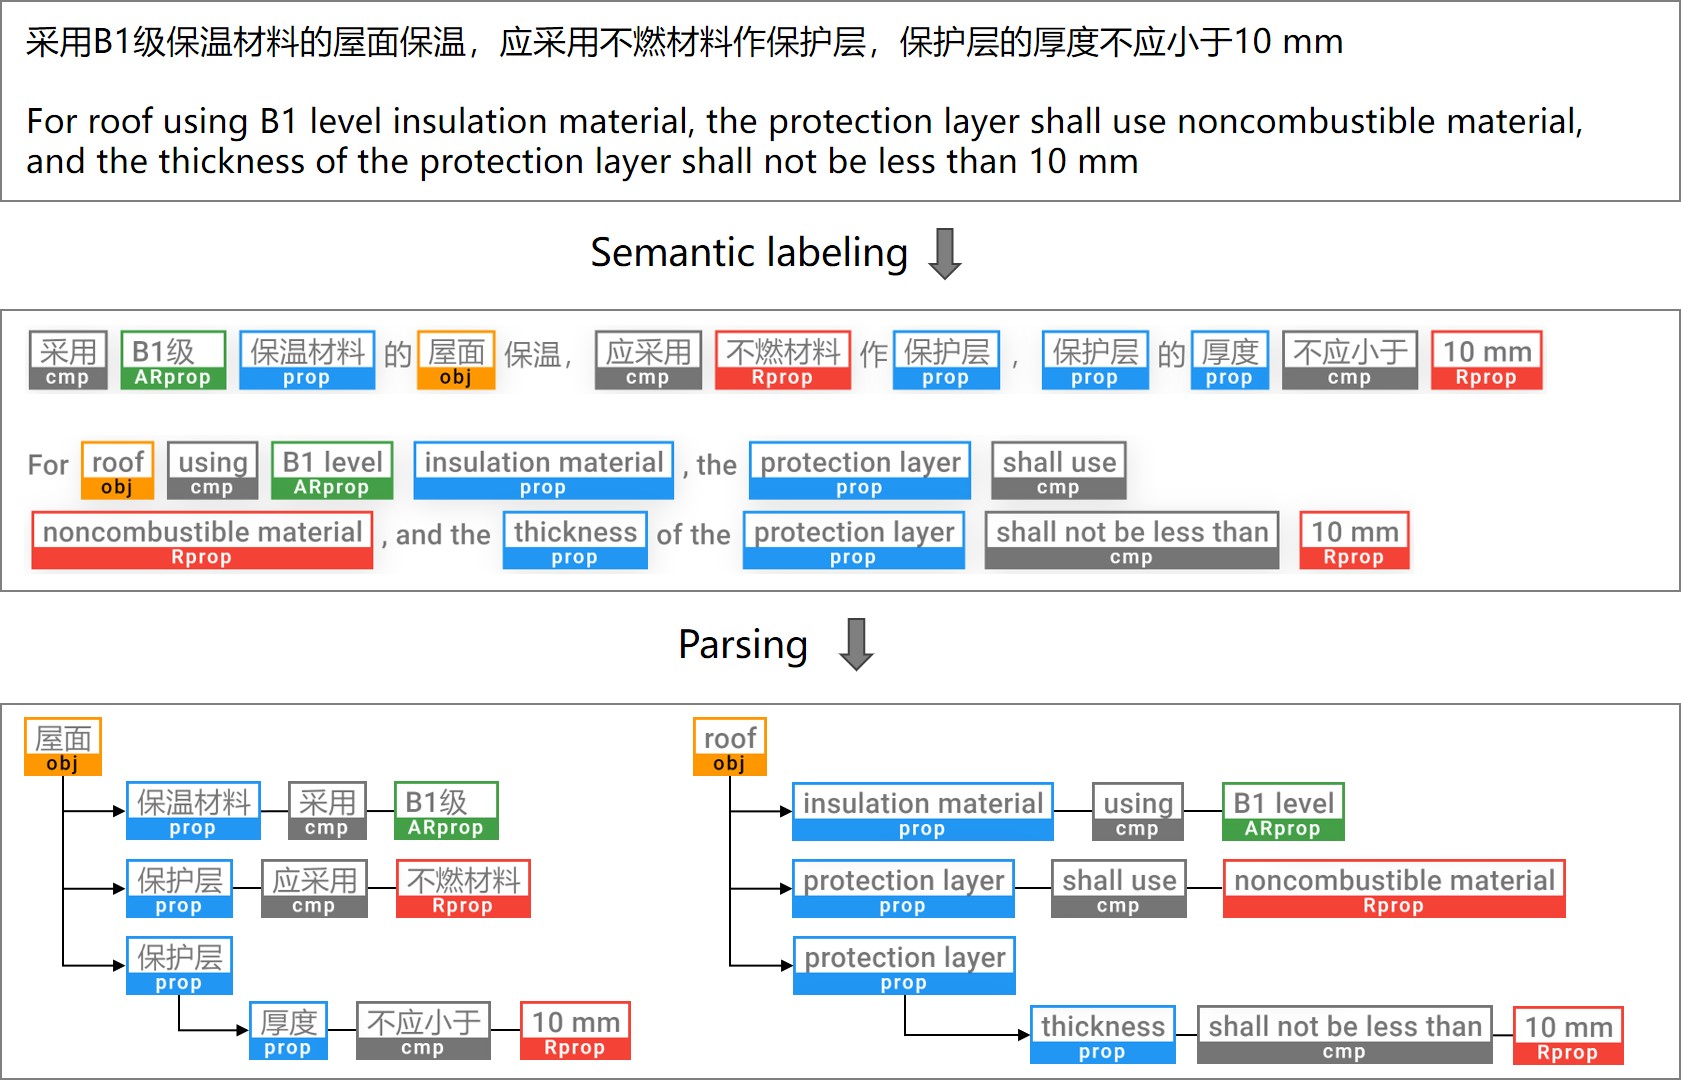 采用B1级保温材料的屋面保温，应采用不燃材料作保护层，保护层的厚度不应小于10 mm
For roof using B1 level insulation material, the protection layer shall use noncombustible material,
and the thickness of the protection layer shall not be less than 10 mm
Semantic labeling
采用 B1级 保温材料 的 屋面 保温， 应采用 不燃材料 作 保护层 ， 保护层 的 厚度 不应小于 10 mm
cmp ARprop prop obj cmp Rprop prop prop prop cmp Rprop
For roof using B1 level insulation material , the protection layer shall use
obj cmp ARprop prop prop cmp
noncombustible material , and the thickness of the protection layer shall not be less than 10 mm
Rprop prop prop cmp Rprop
Parsing
屋面
obj
保温材料 采用 B1级
prop cmp ARprop
保护层 应采用 不燃材料
prop cmp Rprop
保护层
prop
厚度 不应小于 10 mm
prop cmp Rprop
roof
obj
insulation material using B1 level
prop cmp ARprop
protection layer shall use noncombustible material
prop cmp Rprop
protection layer
prop
thickness shall not be less than 10 mm
prop cmp Rprop